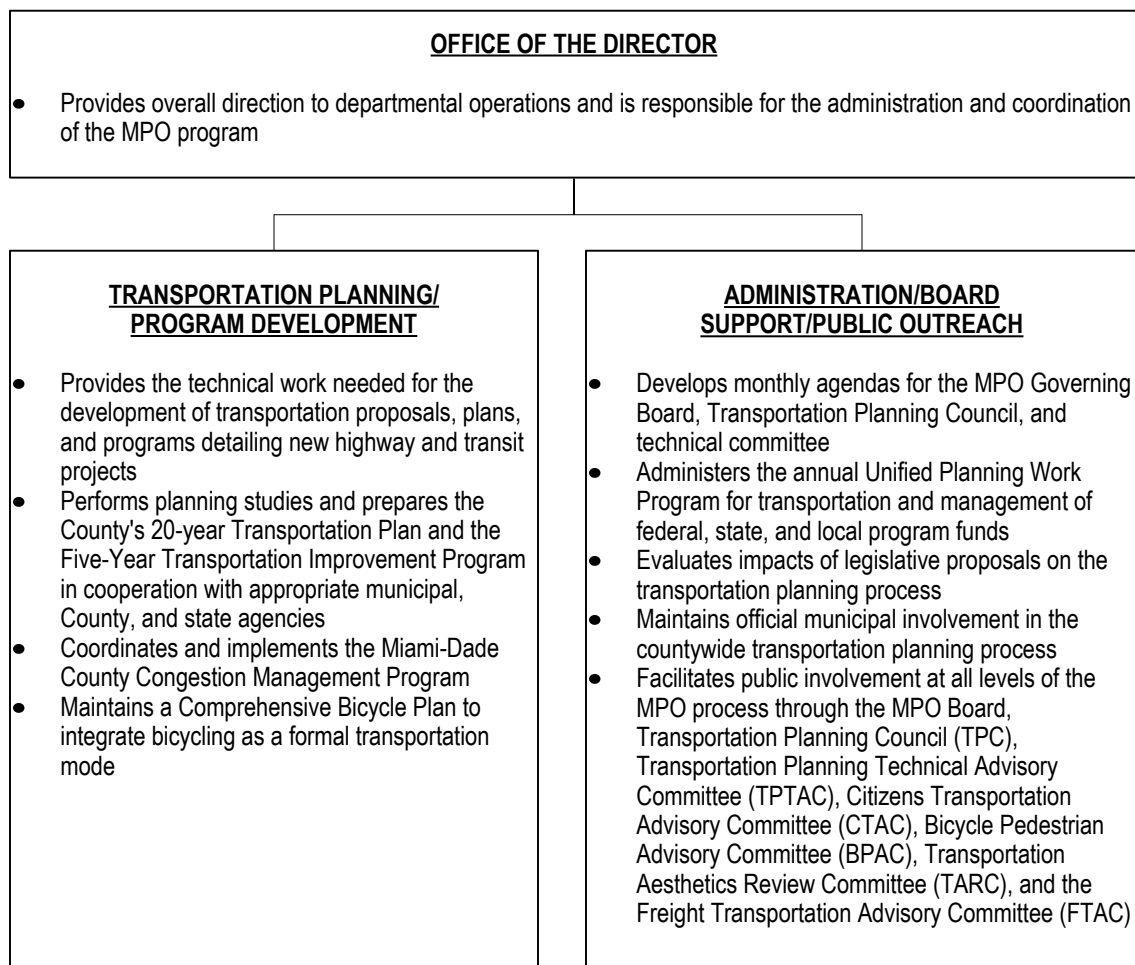 OFFICE OF THE DIRECTOR
● Provides overall direction to departmental operations and is responsible for the administration and coordination
of the MPO program
TRANSPORTATION PLANNING/
PROGRAM DEVELOPMENT
● Provides the technical work needed for the
development of transportation proposals, plans,
and programs detailing new highway and transit
projects
● Performs planning studies and prepares the
County's 20-year Transportation Plan and the
Five-Year Transportation Improvement Program
in cooperation with appropriate municipal,
County, and state agencies
● Coordinates and implements the Miami-Dade
County Congestion Management Program
● Maintains a Comprehensive Bicycle Plan to
integrate bicycling as a formal transportation
mode
ADMINISTRATION/BOARD
SUPPORT/PUBLIC OUTREACH
● Develops monthly agendas for the MPO Governing
Board, Transportation Planning Council, and
technical committee
● Administers the annual Unified Planning Work
Program for transportation and management of
federal, state, and local program funds
● Evaluates impacts of legislative proposals on the
transportation planning process
● Maintains official municipal involvement in the
countywide transportation planning process
● Facilitates public involvement at all levels of the
MPO process through the MPO Board,
Transportation Planning Council (TPC),
Transportation Planning Technical Advisory
Committee (TPTAC), Citizens Transportation
Advisory Committee (CTAC), Bicycle Pedestrian
Advisory Committee (BPAC), Transportation
Aesthetics Review Committee (TARC), and the
Freight Transportation Advisory Committee (FTAC)